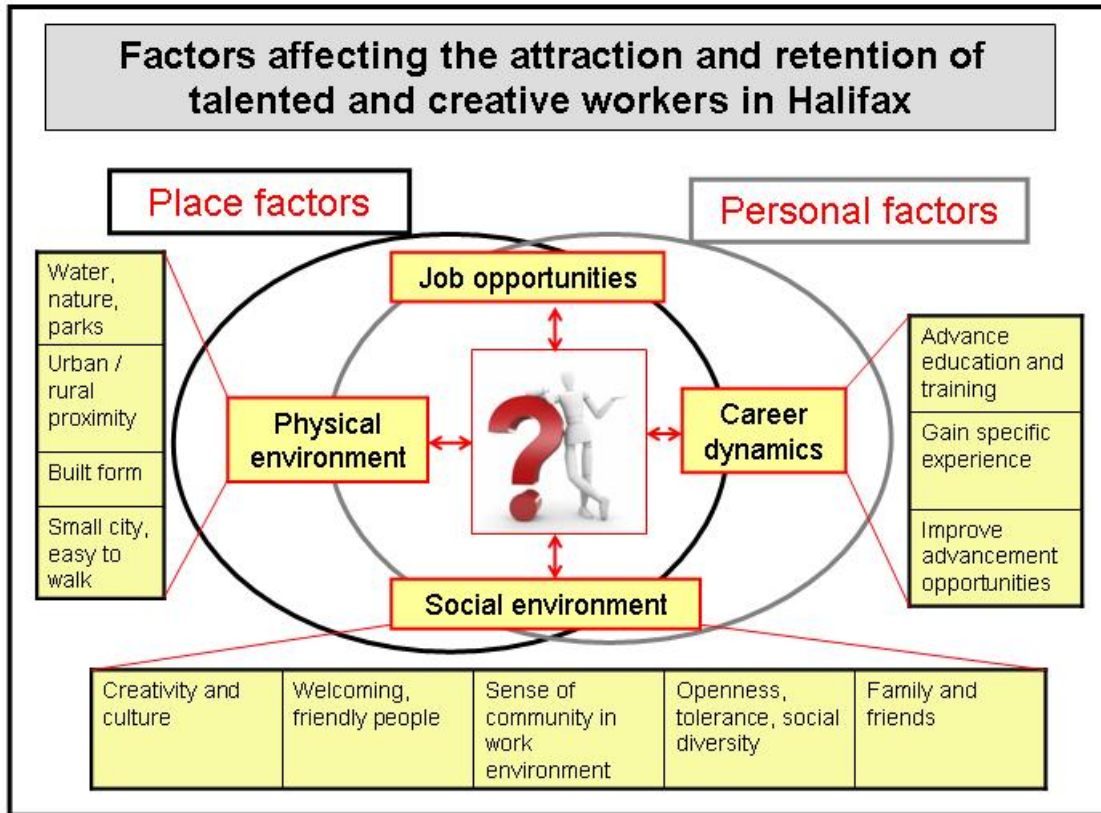 Factors affecting the attraction and retention of
talented and creative workers in Halifax
Place factors
Personal factors
Job opportunities
Water,
nature,
parks
Urban /
rural
proximity
Built form
Small city,
easy to
walk
Physical
environment
Career
dynamics
Advance
education and
training
Gain specific
experience
Improve
advancement
opportunities
Social environment
Creativity and
culture
Welcoming,
friendly people
Sense of
community in
work
environment
Openness,
tolerance, social
diversity
Family and
friends